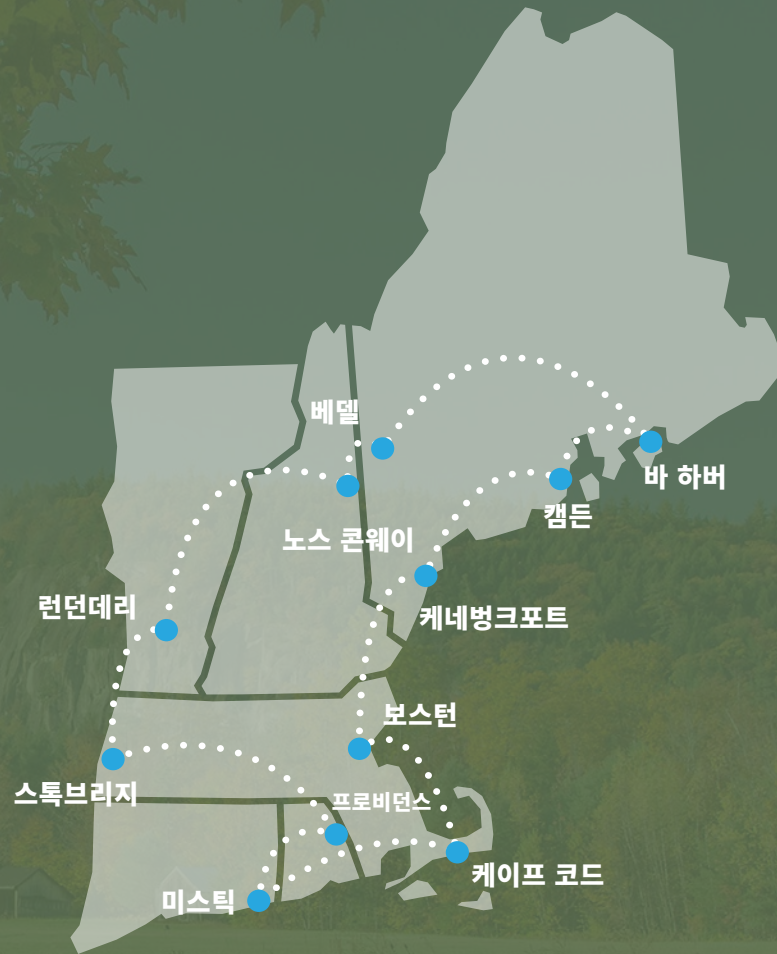 베델
바 하버
캠든
노스 콘웨이
런던데리
케네벙크포트
보스턴
스톡브리지
프로비던스
케이프 코드
미스틱